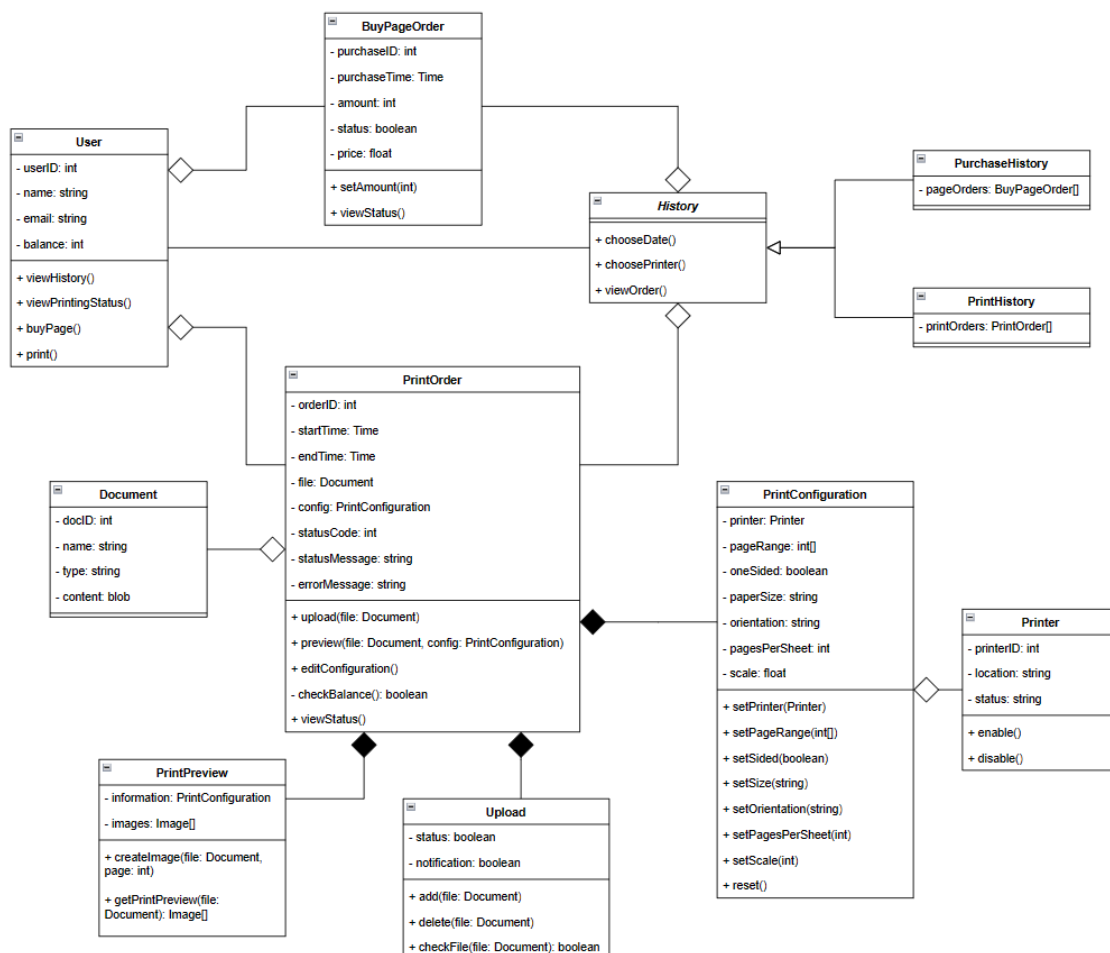 BuyPageOrder
- purchaseID: int
- purchaseTime: Time
- amount: int
- status: boolean
- price: float
+ setAmount(int)
+ viewStatus()
User
- userID: int
- name: string
- email: string
- balance: int
+ viewHistory()
+ viewPrintingStatus()
+ buyPage()
+ print()
History
+ chooseDate()
+ choosePrinter()
+ viewOrder()
PurchaseHistory
- pageOrders: BuyPageOrder[]
PrintHistory
- printOrders: PrintOrder[]
PrintOrder
- orderID: int
- startTime: Time
- endTime: Time
- file: Document
- config: PrintConfiguration
- statusCode: int
- statusMessage: string
- errorMessage: string
+ upload(file: Document)
+ preview(file: Document, config: PrintConfiguration)
+ editConfiguration()
- checkBalance(): boolean
+ viewStatus()
Document
- docID: int
- name: string
- type: string
- content: blob
PrintConfiguration
- printer: Printer
- pageRange: int[]
- oneSided: boolean
- paperSize: string
- orientation: string
- pagesPerSheet: int
- scale: float
+ setPrinter(Printer)
+ setPageRange(int[])
+ setSided(boolean)
+ setSize(string)
+ setOrientation(string)
+ setPagesPerSheet(int)
+ setScale(int)
+ reset()
Printer
- printerID: int
- location: string
- status: string
+ enable()
+ disable()
PrintPreview
- information: PrintConfiguration
- images: Image[]
+ createImage(file: Document,
page: int)
+ getPrintPreview(file:
Document): Image[]
Upload
- status: boolean
- notification: boolean
+ add(file: Document)
+ delete(file: Document)
+ checkFile(file: Document): boolean